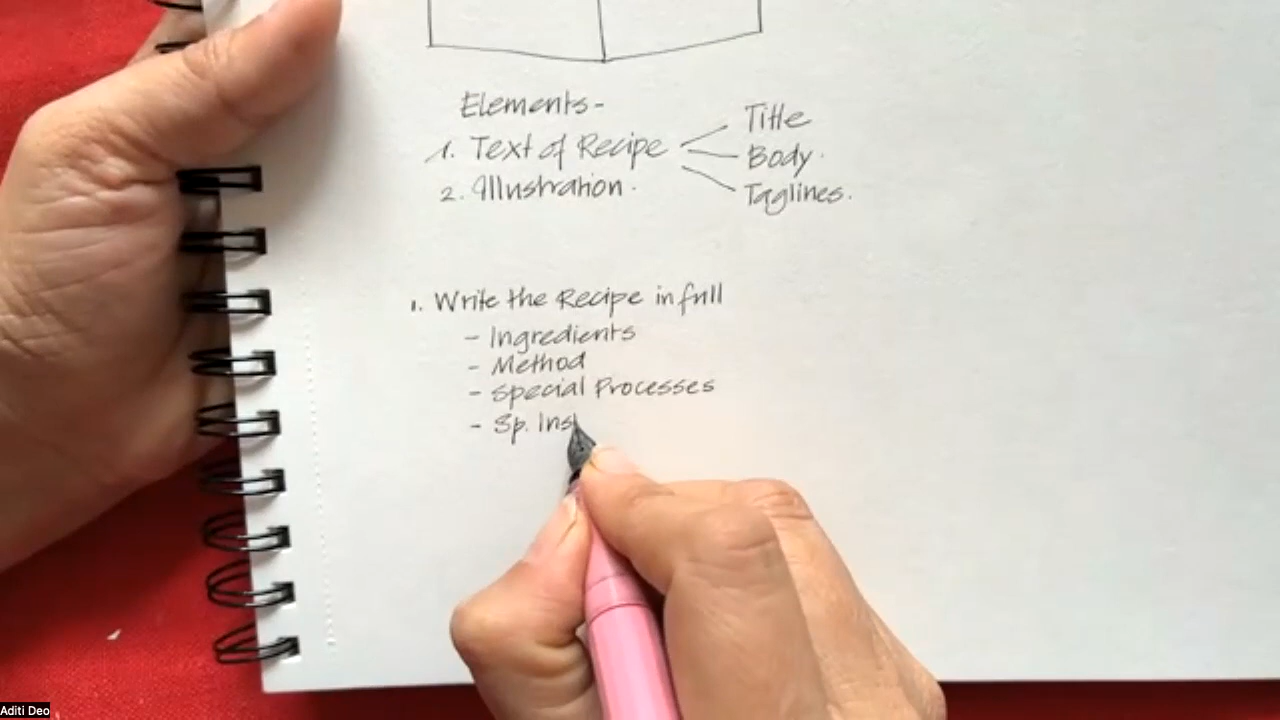 Elements-
1. Text of Recipe
Title
Body.
Taglines.
2. Illustration.
1. Write the Recipe in full
- Ingredients
- Method
- Special Processes
- Sp. Ins
Aditi Deo